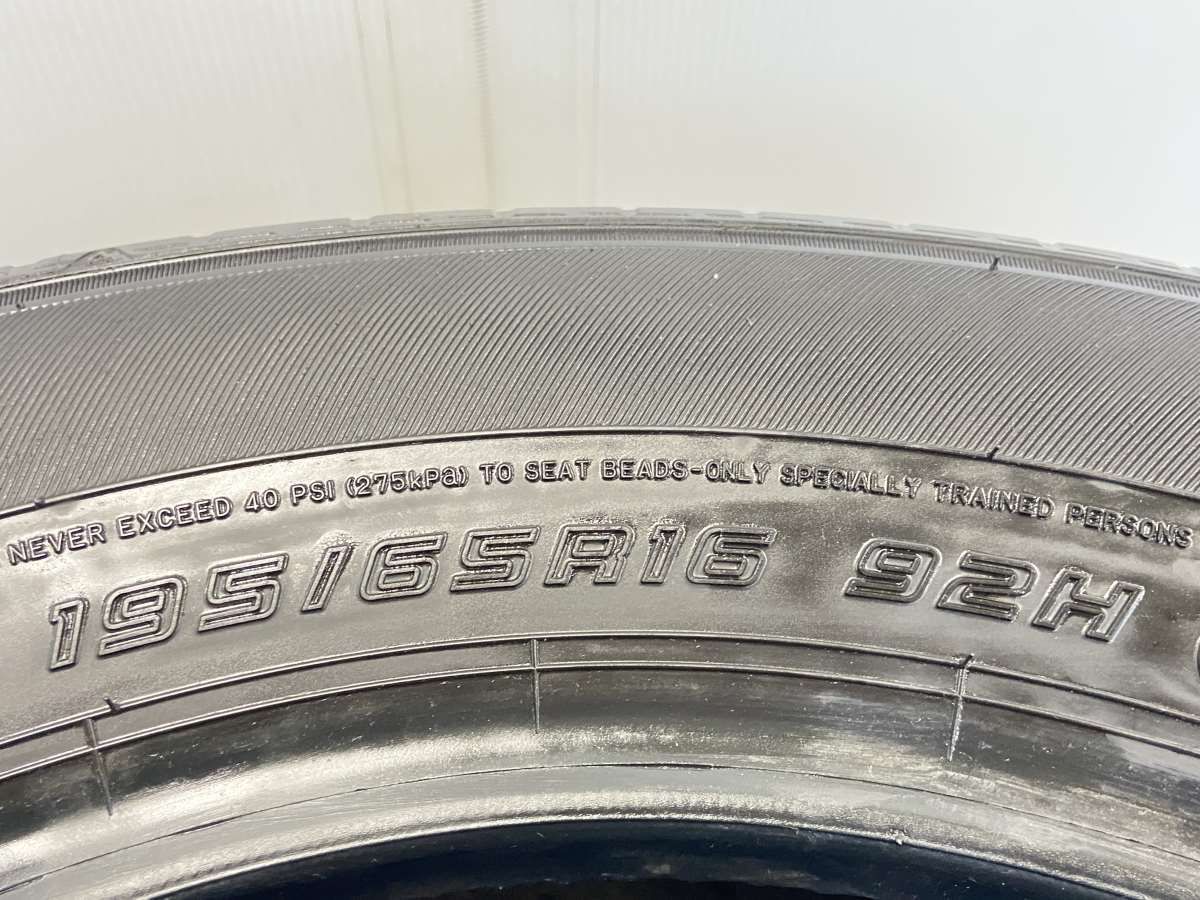 NEVER EXCEED 40 PSI (275kPa) TO SEAT BEADS-ONLY SPECIALLY TRAINED PERSONS
195/65R16 92H